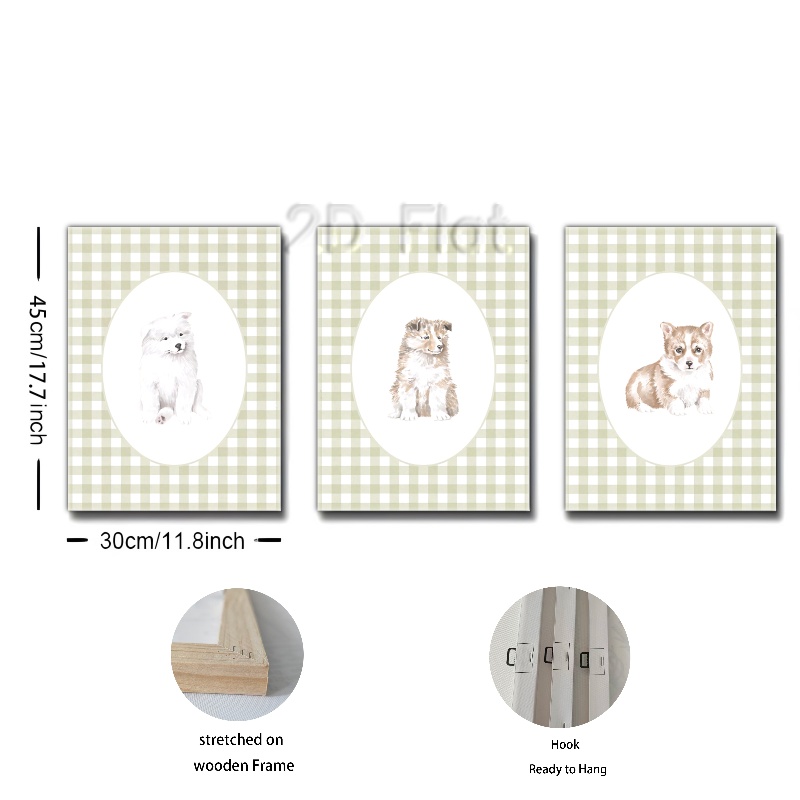 2D Flat
45cm/17.7inch
30cm/11.8inch
stretched on
wooden Frame
Hook
Ready to Hang